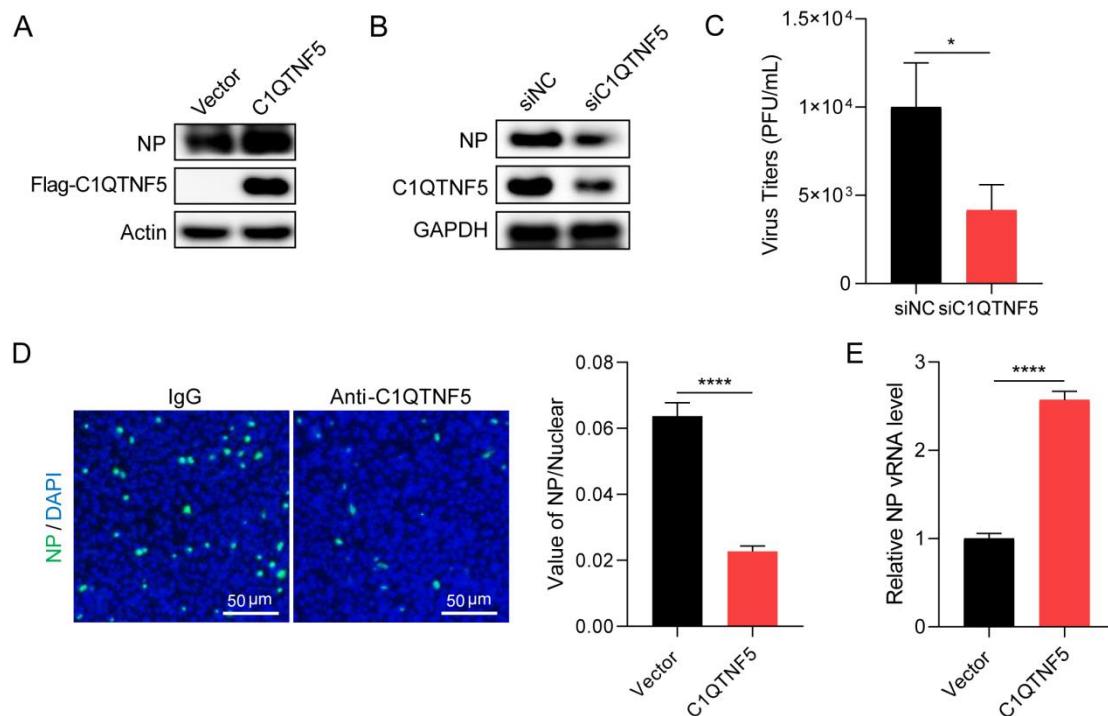 A
Vector
C1QTNF5
NP
Flag-C1QTNF5
Actin
B
siNC
siC1QTNF5
NP
C1QTNF5
GAPDH
C
Virus Titers (PFU/mL)
1.5×10⁴
1×10⁴
5×10³
0
*
siNC siC1QTNF5
D
NP / DAPI
IgG
Anti-C1QTNF5
50 μm
50 μm
Value of NP/Nuclear
0.08
0.06
0.04
0.02
0.00
****
Vector
C1QTNF5
E
Relative NP vRNA level
3
2
1
0
****
Vector
C1QTNF5